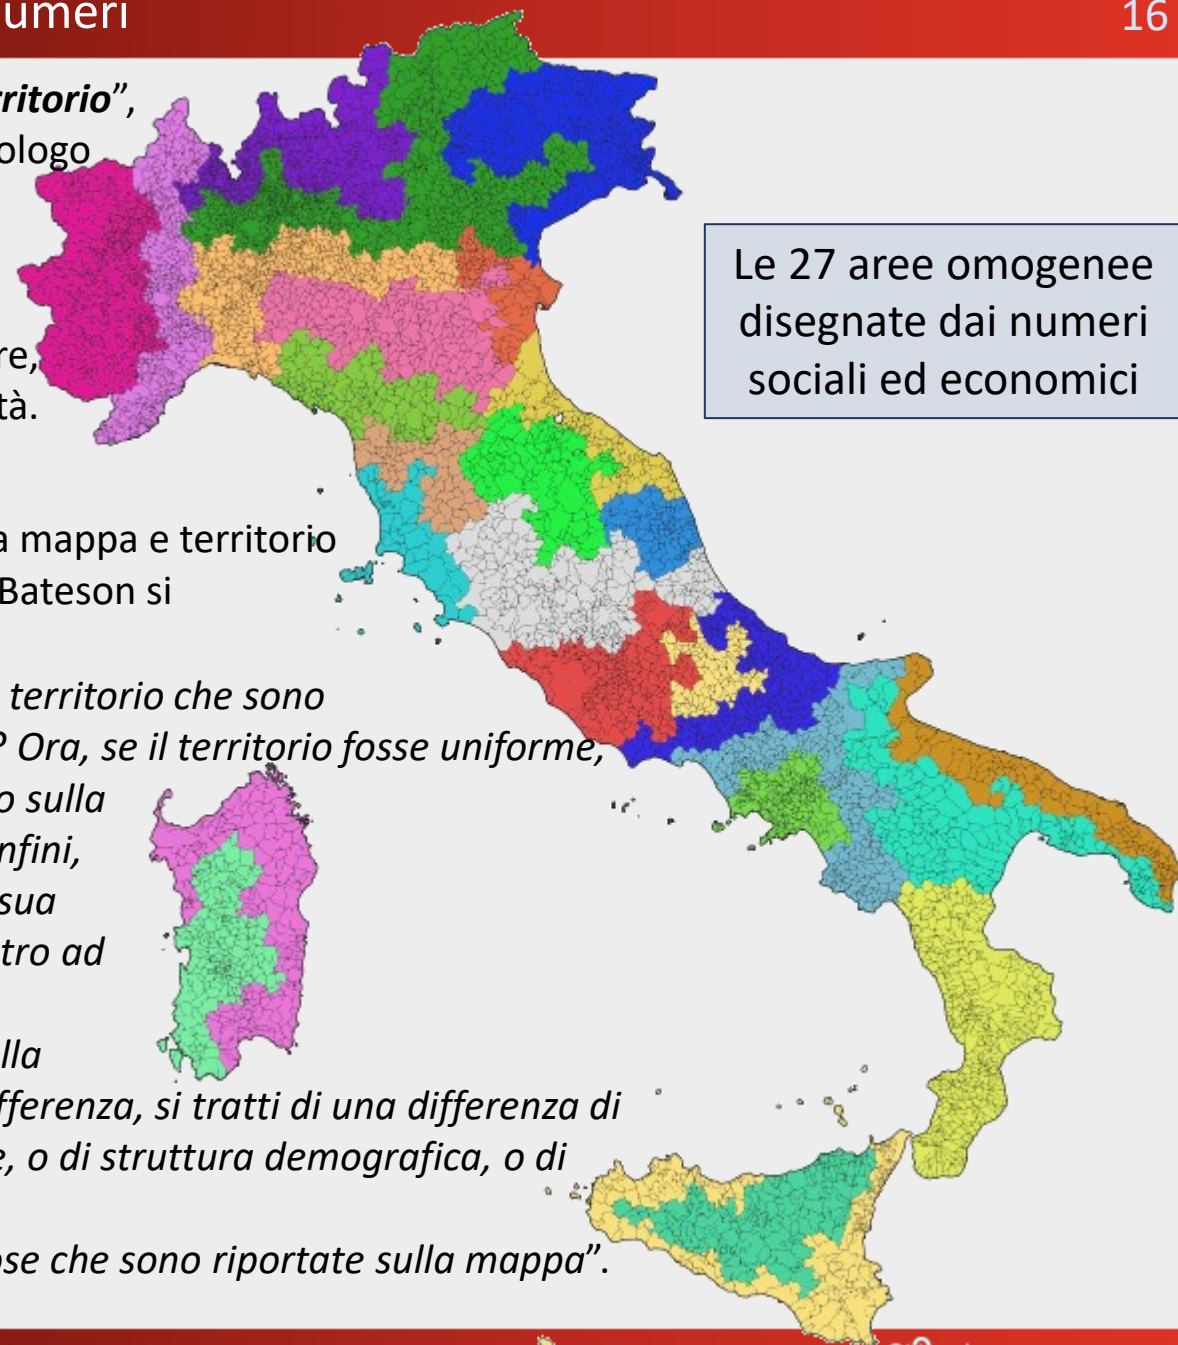 umeri
16
ritorio”,
ologo
re,
tà.
a mappa e territorio
Bateson si
territorio che sono
? Ora, se il territorio fosse uniforme,
o sulla
nfini,
sua
tro ad
lla
fferenza, si tratti di una differenza di
e, o di struttura demografica, o di
ose che sono riportate sulla mappa”.
Le 27 aree omogenee
disegnate dai numeri
sociali ed economici